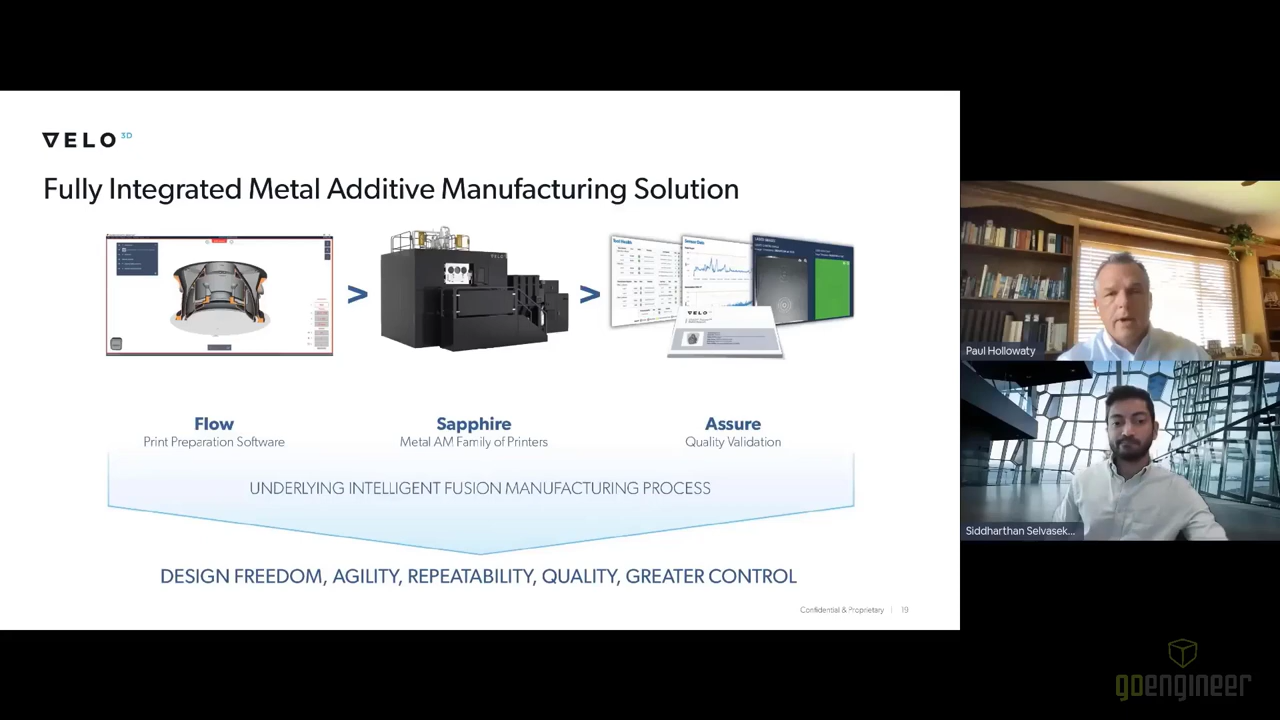 VELO 3D
Fully Integrated Metal Additive Manufacturing Solution
Flow
Print Preparation Software
Sapphire
Metal AM Family of Printers
Assure
Quality Validation
UNDERLYING INTELLIGENT FUSION MANUFACTURING PROCESS
DESIGN FREEDOM, AGILITY, REPEATABILITY, QUALITY, GREATER CONTROL
Confidential & Proprietary | 19
Paul Hollowaty
Siddharthan Selvasek...
goengineer